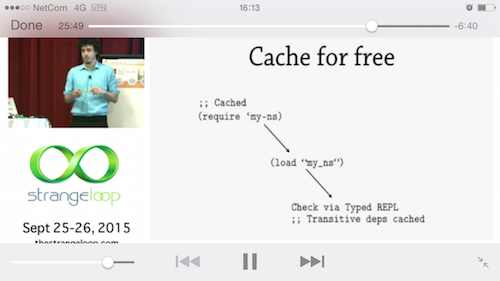 NetCom 4G VPN 16:13
Done 25:49 -6:40
Cache for free
;; Cached
(require ‘my-ns)
(load “my_ns”)
Check via Typed REPL
;; Transitive deps cached
strangeloop
Sept 25-26, 2015
thestrangeloop.com